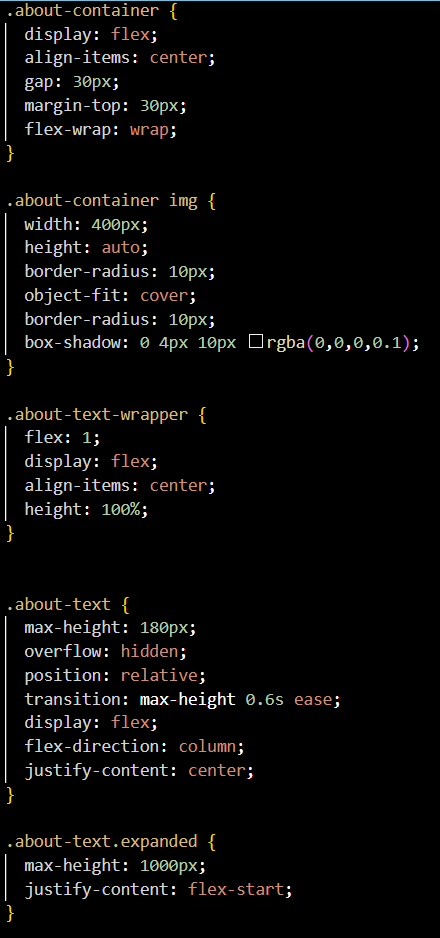 .about-container {
  display: flex;
  align-items: center;
  gap: 30px;
  margin-top: 30px;
  flex-wrap: wrap;
}

.about-container img {
  width: 400px;
  height: auto;
  border-radius: 10px;
  object-fit: cover;
  border-radius: 10px;
  box-shadow: 0 4px 10px rgba(0,0,0,0.1);
}

.about-text-wrapper {
  flex: 1;
  display: flex;
  align-items: center;
  height: 100%;
}


.about-text {
  max-height: 180px;
  overflow: hidden;
  position: relative;
  transition: max-height 0.6s ease;
  display: flex;
  flex-direction: column;
  justify-content: center;
}

.about-text.expanded {
  max-height: 1000px;
  justify-content: flex-start;
}